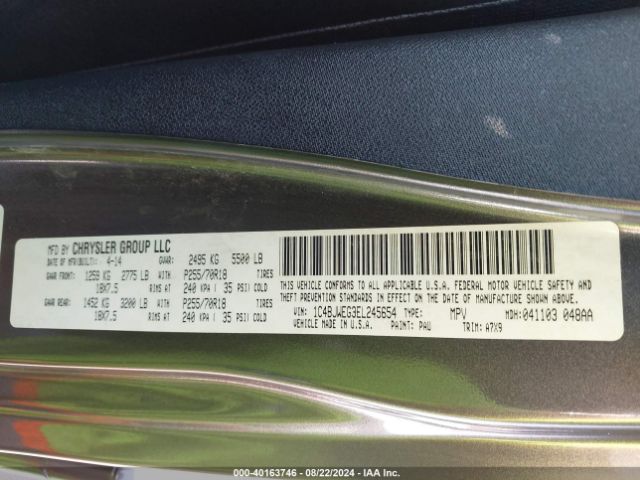 MFD BY CHRYSLER GROUP LLC
DATE OF MFR(BUILT): 4-14 GVWR: 2495 KG 5500 LB
GAWR FRONT: 1259 KG 2775 LB WITH P255/70R18 TIRES
18X7.5 RIMS AT 240 KPA ( 35 PSI) COLD
GAWR REAR: 1452 KG 3200 LB WITH P255/70R18 TIRES
18X7.5 RIMS AT 240 KPA ( 35 PSI) COLD
THIS VEHICLE CONFORMS TO ALL APPLICABLE U.S.A. FEDERAL MOTOR VEHICLE SAFETY AND
THEFT PREVENTION STANDARDS IN EFFECT ON THE DATE OF MANUFACTURE SHOWN ABOVE.
VIN: 1C4BJWEG3EL245654 TYPE: MPV MDH: 041103 048AA
VEHICLE MADE IN U.S.A. PAINT: PAU TRIM: A7X9
000-40163746 - 08/22/2024 - IAA Inc.